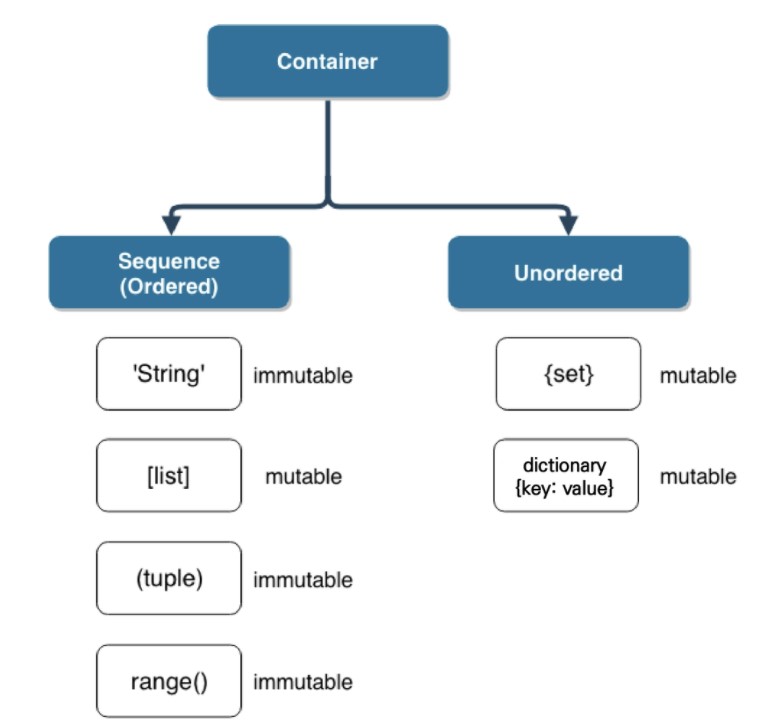 Container
Sequence
(Ordered)
Unordered
'String'
immutable
{set}
mutable
[list]
mutable
dictionary
{key: value}
mutable
(tuple)
immutable
range()
immutable